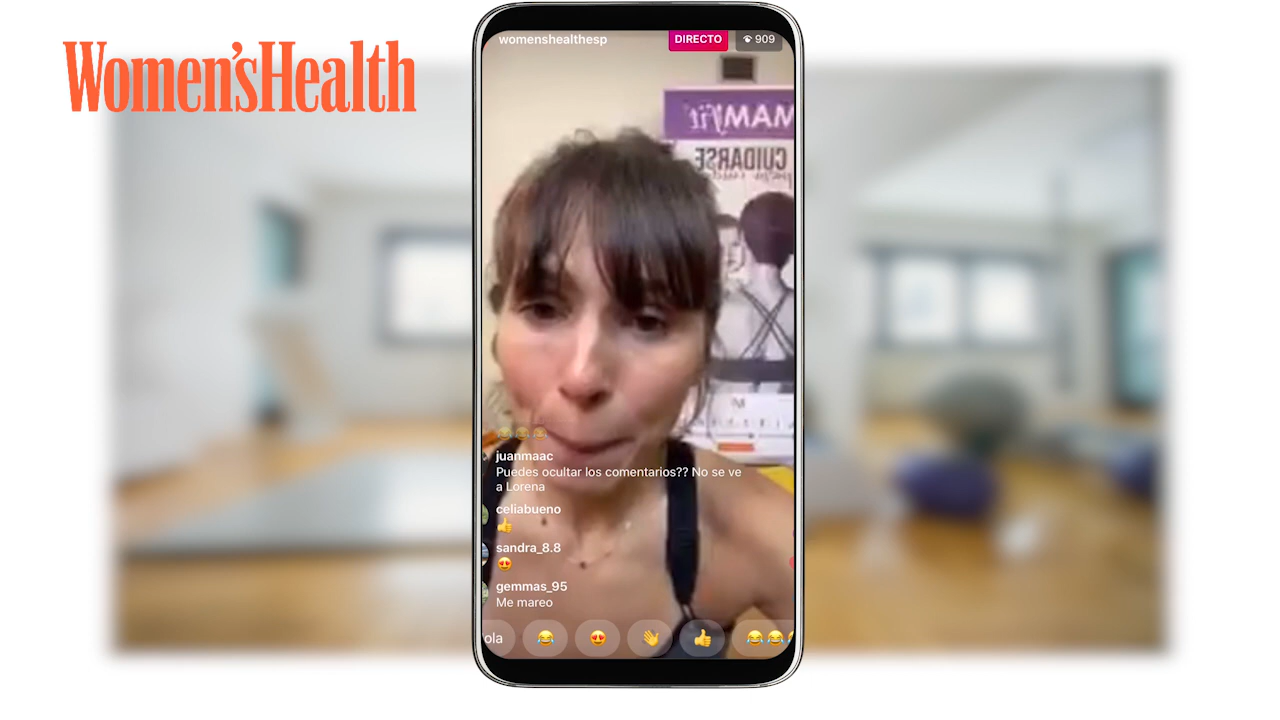 Women'sHealth
womenshealthesp
DIRECTO
909
MAMfit
CUIDARSE
juanmaac
Puedes ocultar los comentarios?? No se ve
a Lorena
celiabueno
👍
sandra_8.8
😍
gemmas_95
Me mareo
ola